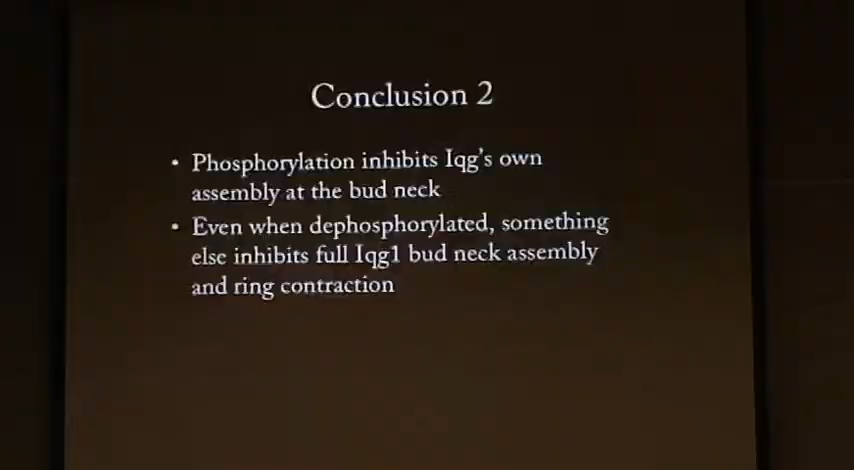 Conclusion 2
• Phosphorylation inhibits Iqg's own
assembly at the bud neck
• Even when dephosphorylated, something
else inhibits full Iqg1 bud neck assembly
and ring contraction